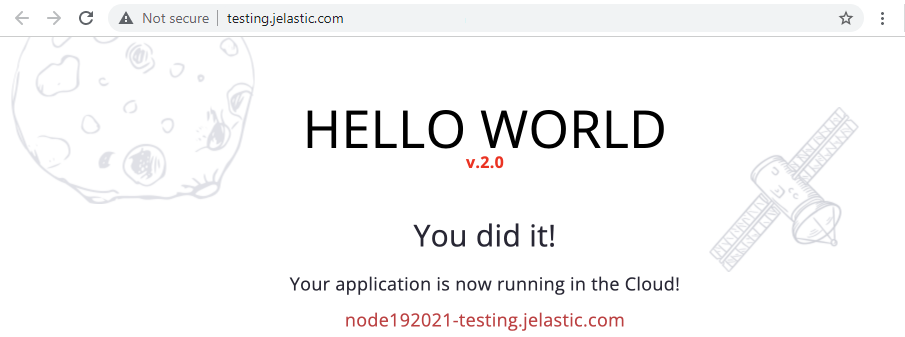 Not secure testing.jelastic.com
HELLO WORLD
v.2.0
You did it!
Your application is now running in the Cloud!
node192021-testing.jelastic.com